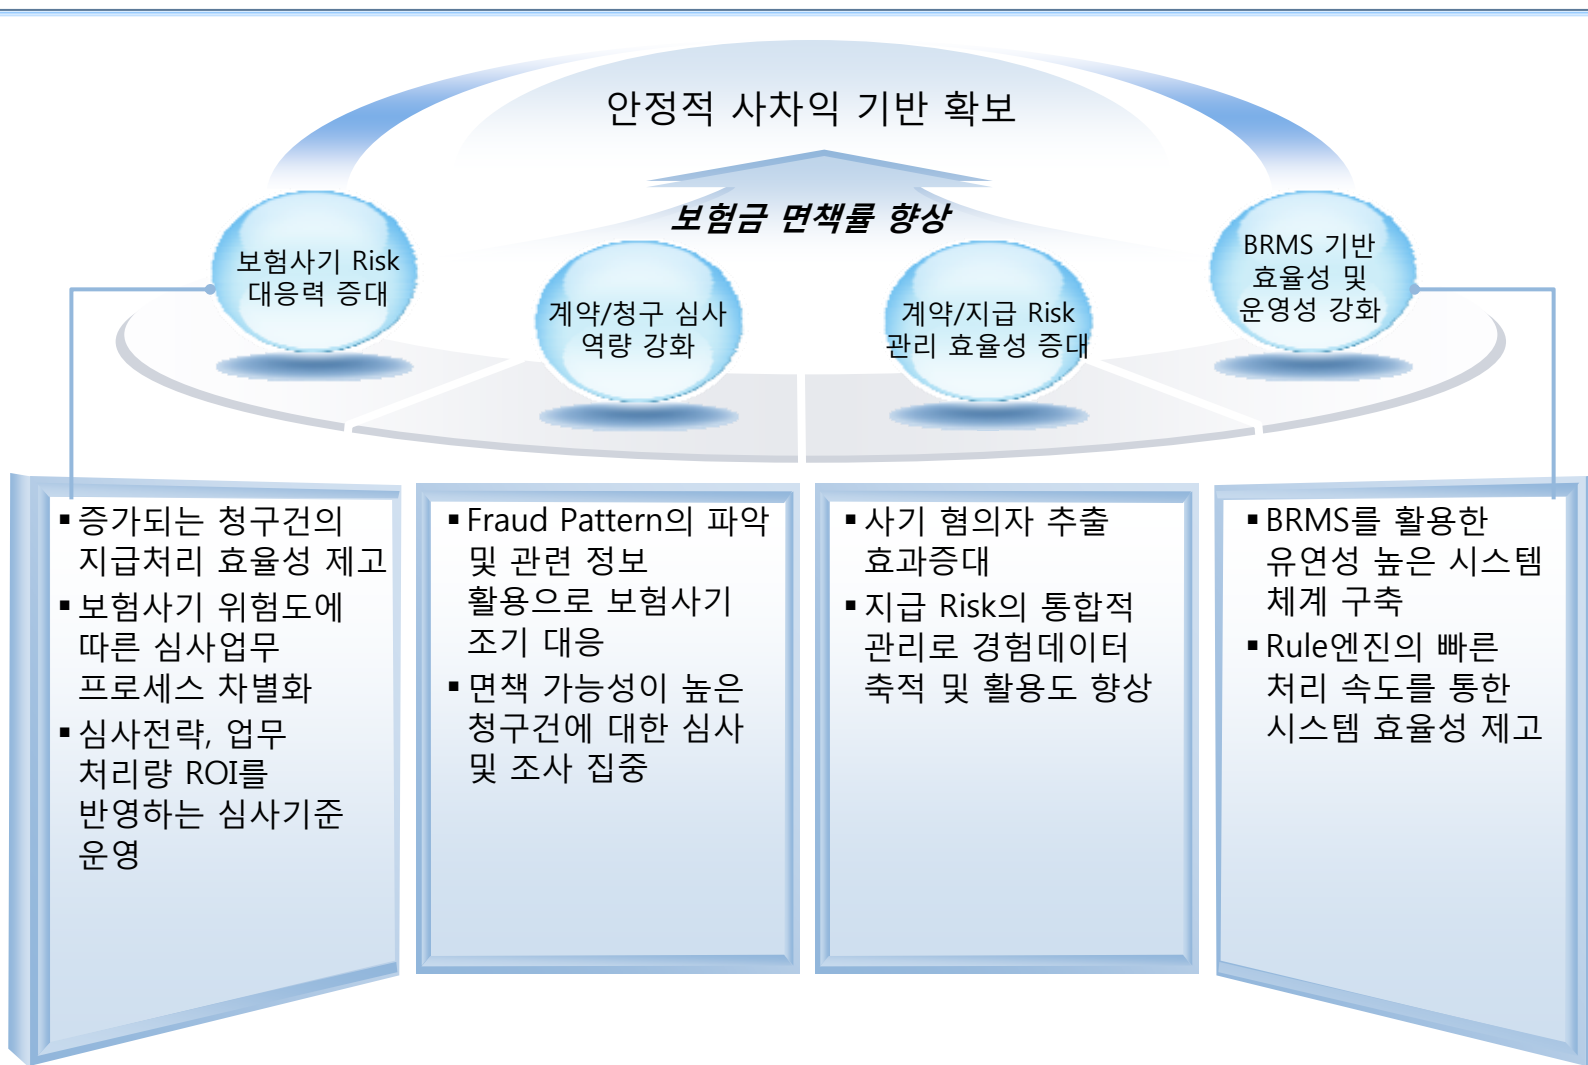 안정적 사차익 기반 확보
보험금 면책률 향상
보험사기 Risk
대응력 증대
계약/청구 심사
역량 강화
계약/지급 Risk
관리 효율성 증대
BRMS 기반
효율성 및
운영성 강화
▪증가되는 청구건의
지급처리 효율성 제고
▪보험사기 위험도에
따른 심사업무
프로세스 차별화
▪심사전략, 업무
처리량 ROI를
반영하는 심사기준
운영
▪Fraud Pattern의 파악
및 관련 정보
활용으로 보험사기
조기 대응
▪면책 가능성이 높은
청구건에 대한 심사
및 조사 집중
▪사기 혐의자 추출
효과증대
▪지급 Risk의 통합적
관리로 경험데이터
축적 및 활용도 향상
▪BRMS를 활용한
유연성 높은 시스템
체계 구축
▪Rule엔진의 빠른
처리 속도를 통한
시스템 효율성 제고